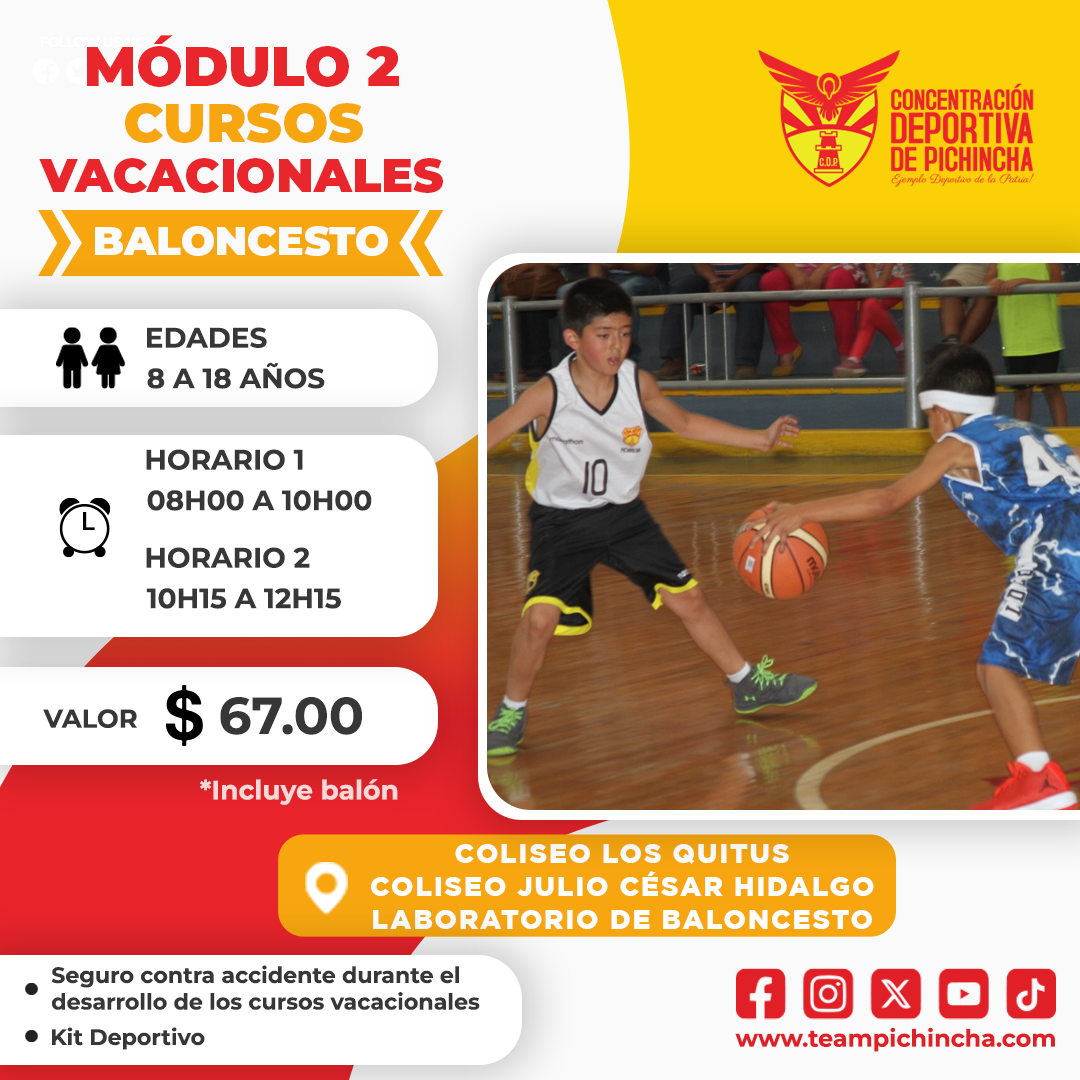 MÓDULO 2
CURSOS
VACACIONALES
BALONCESTO
C.D.P.
CONCENTRACIÓN
DEPORTIVA
DE PICHINCHA
Ejemplo Deportivo de la Patria!
EDADES
8 A 18 AÑOS
HORARIO 1
08H00 A 10H00
HORARIO 2
10H15 A 12H15
VALOR $ 67.00
*Incluye balón
10
COLISEO LOS QUITUS
COLISEO JULIO CÉSAR HIDALGO
LABORATORIO DE BALONCESTO
• Seguro contra accidente durante el
desarrollo de los cursos vacacionales
• Kit Deportivo
www.teampichincha.com